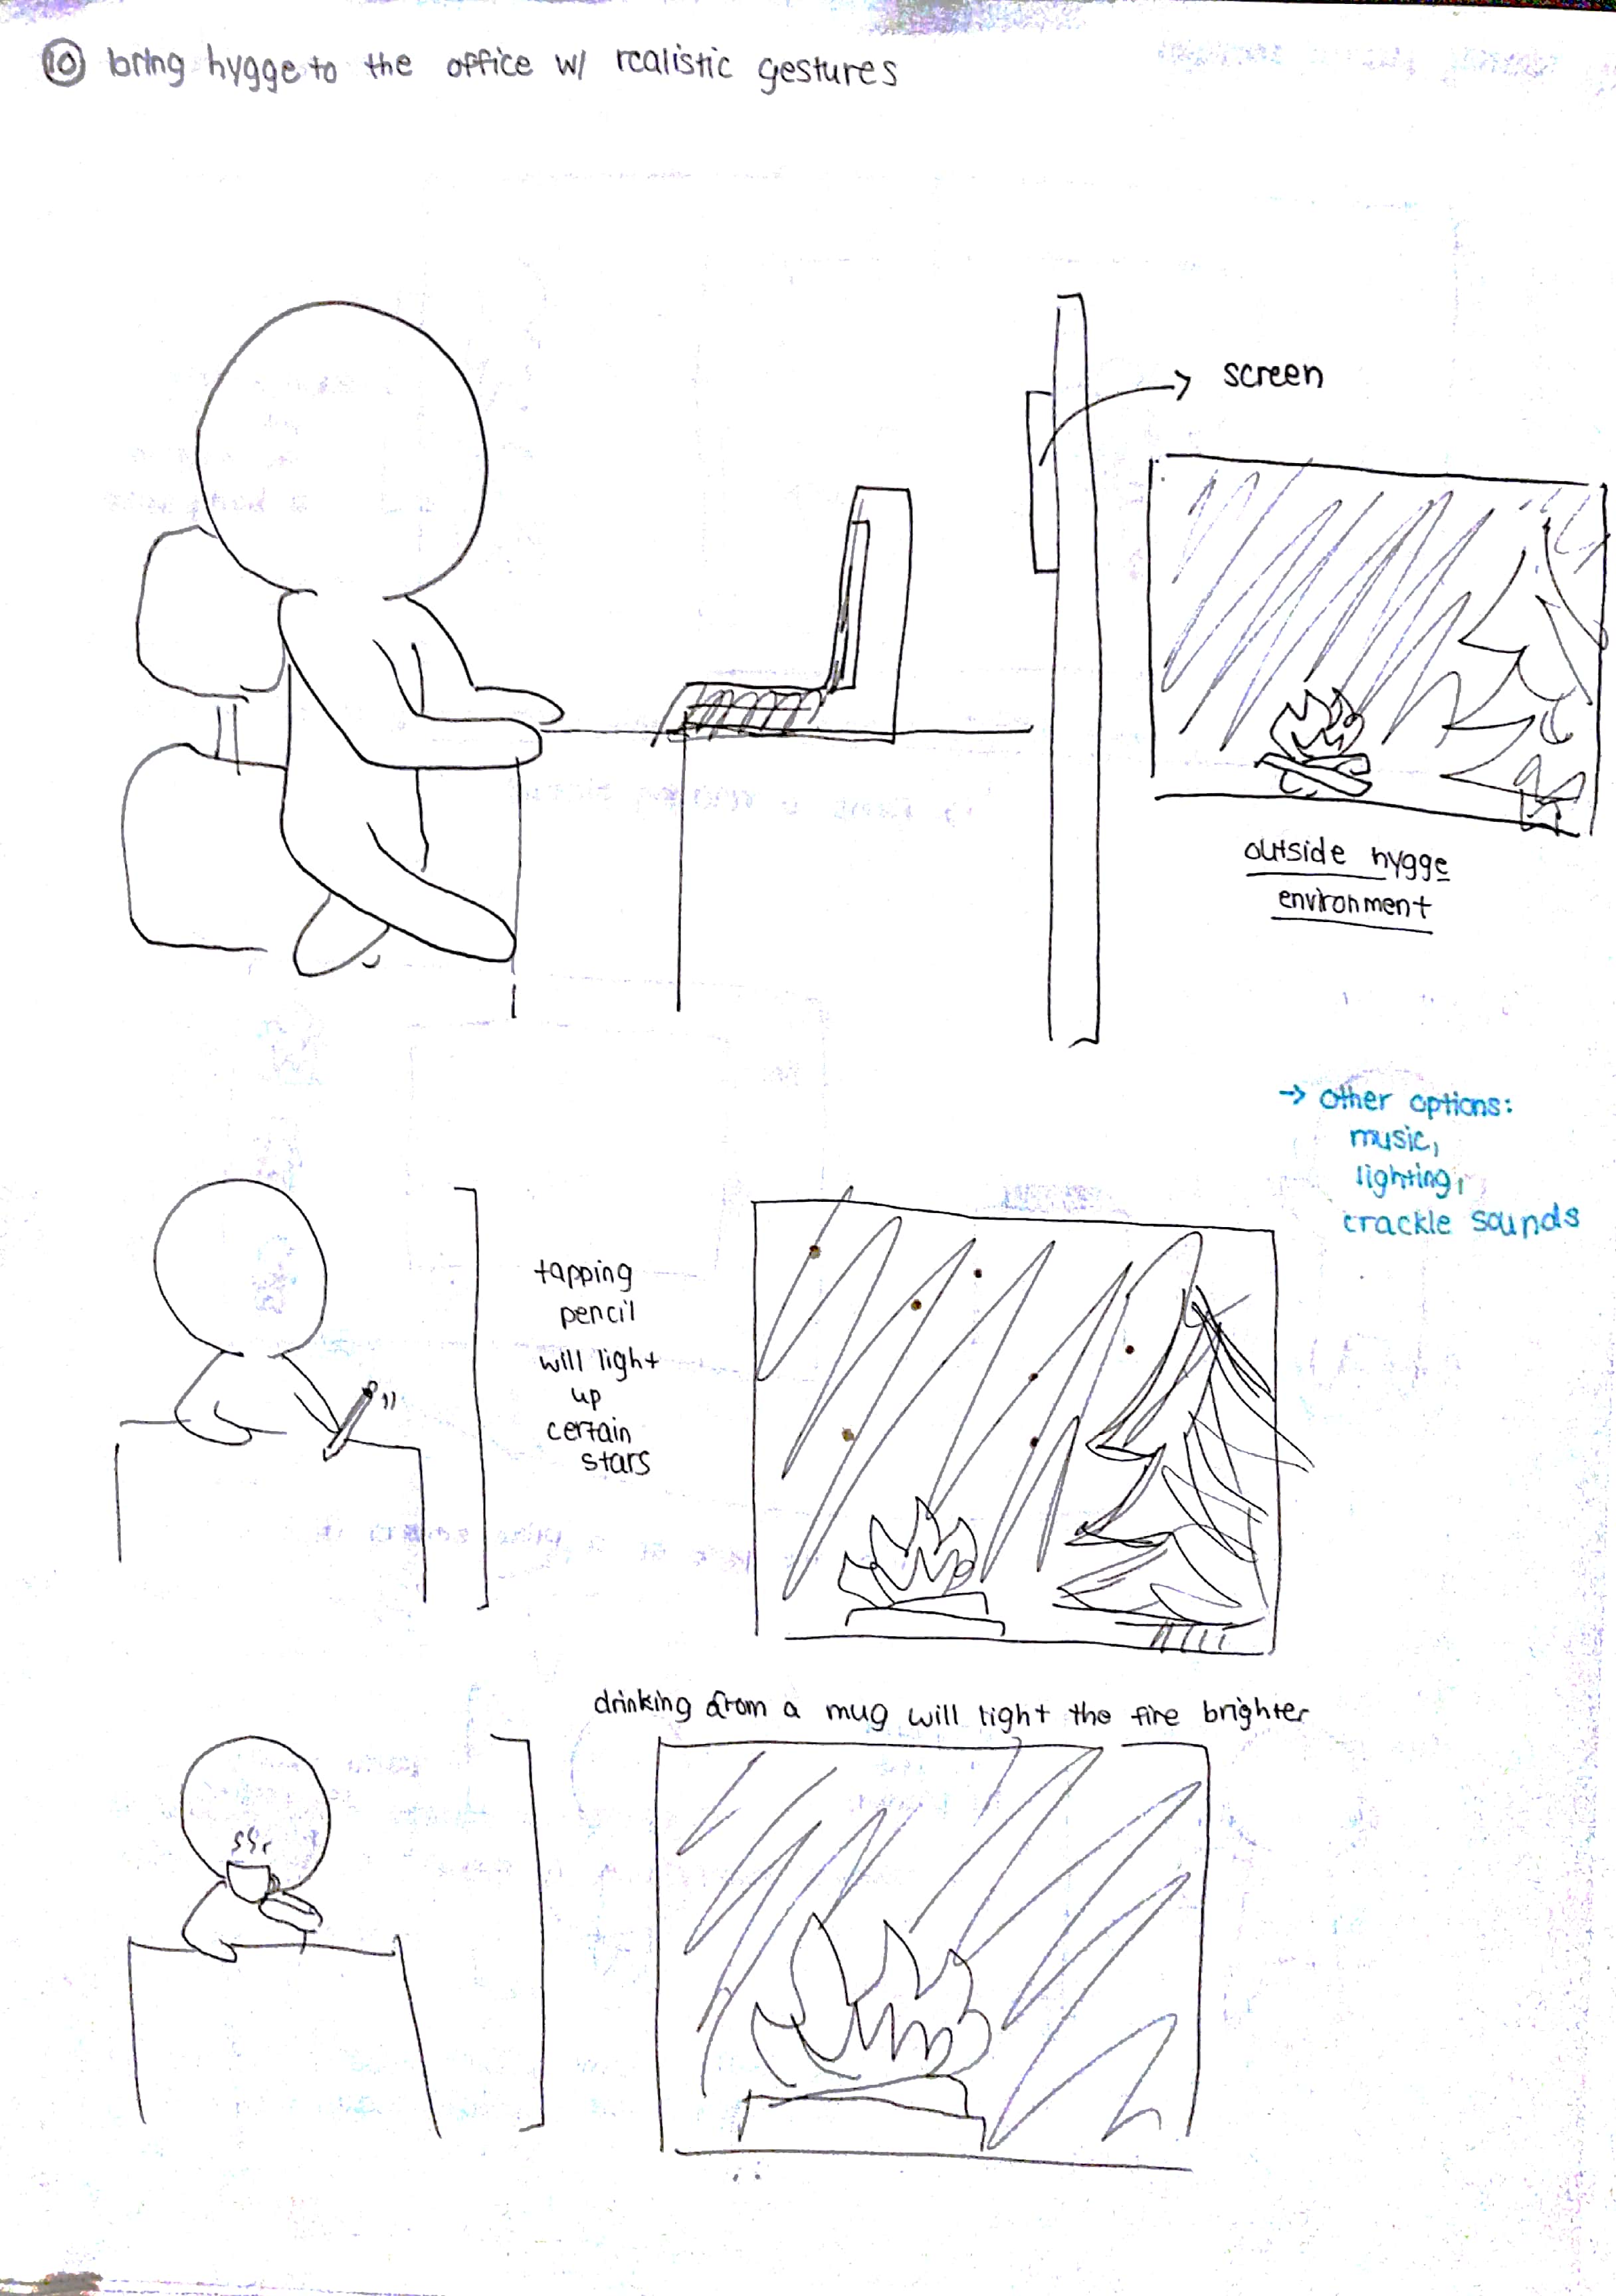 10 bring hygge to the office w/ realistic gestures
screen
outside hygge
environment
→ other options:
music,
lighting,
crackle sounds
tapping
pencil
will light
up
certain
stars
drinking from a mug will light the fire brighter